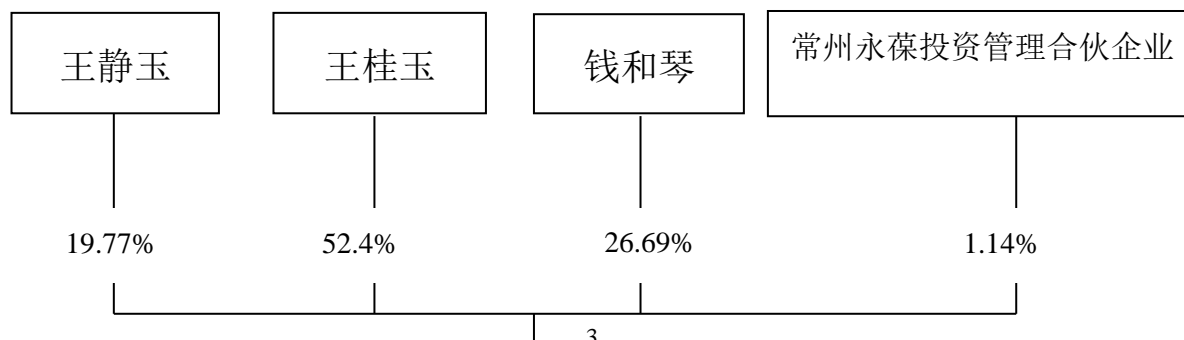 王静玉
王桂玉
钱和琴
常州永葆投资管理合伙企业
19.77%
52.4%
26.69%
1.14%
3